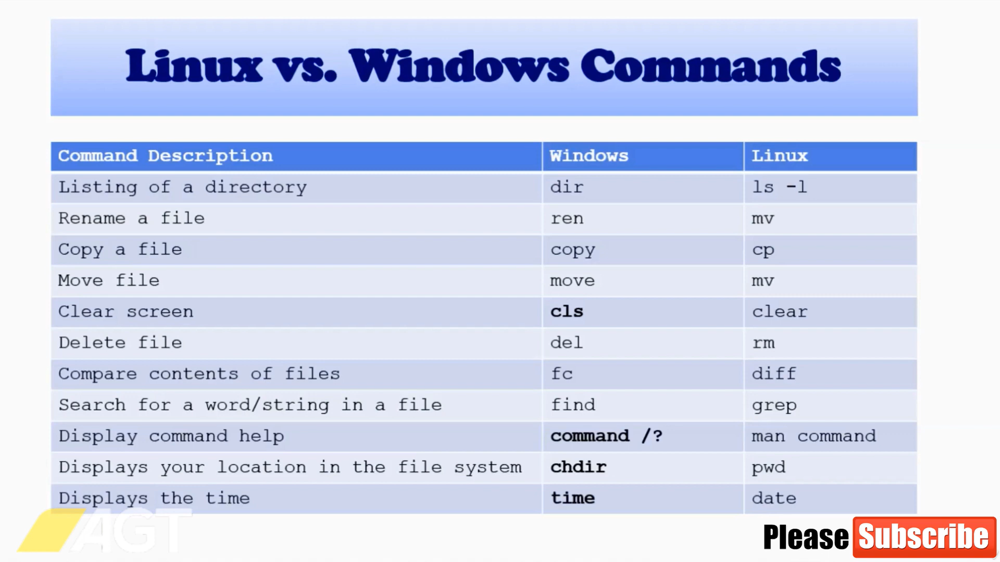 Linux vs. Windows Commands
Command Description Windows Linux
Listing of a directory dir ls -l
Rename a file ren mv
Copy a file copy cp
Move file move mv
Clear screen cls clear
Delete file del rm
Compare contents of files fc diff
Search for a word/string in a file find grep
Display command help command /? man command
Displays your location in the file system chdir pwd
Displays the time time date
AGT
Please Subscribe